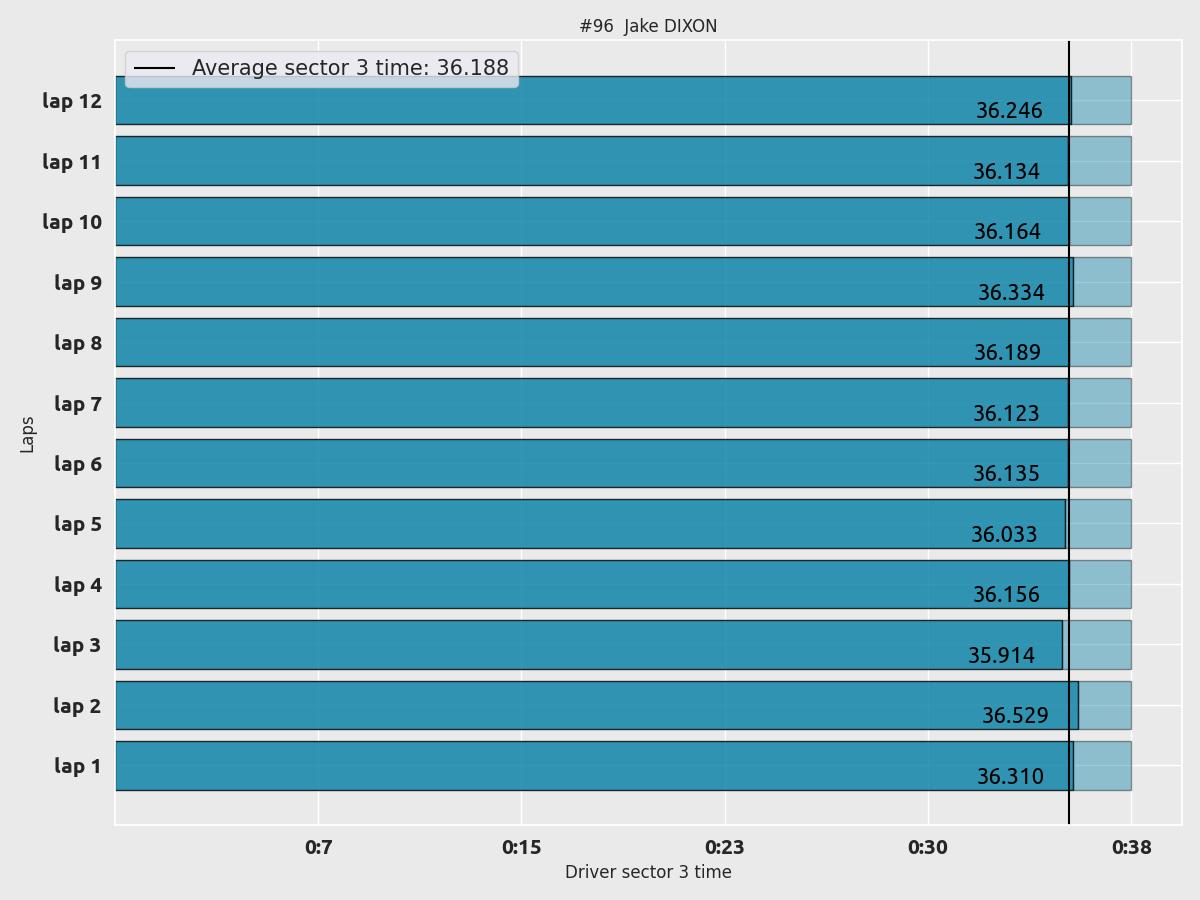 #96 Jake DIXON
Average sector 3 time: 36.188
lap 12 36.246
lap 11 36.134
lap 10 36.164
lap 9 36.334
lap 8 36.189
lap 7 36.123
lap 6 36.135
lap 5 36.033
lap 4 36.156
lap 3 35.914
lap 2 36.529
lap 1 36.310
Laps
0:7 0:15 0:23 0:30 0:38
Driver sector 3 time